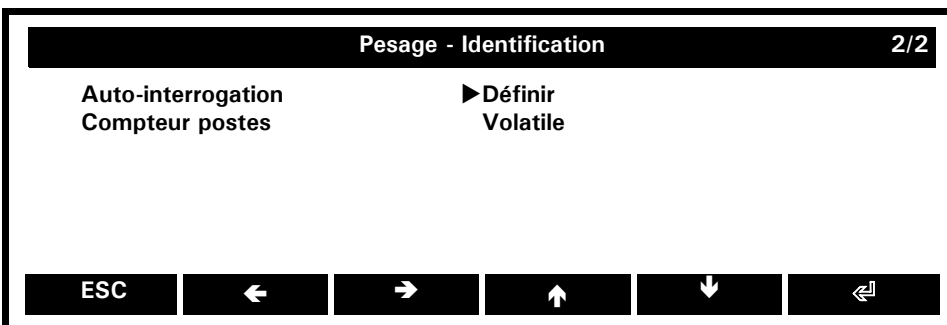 Pesage - Identification 2/2
Auto-interrogation ▶Définir
Compteur postes Volatile
ESC ← → ↑ ↓ ↵